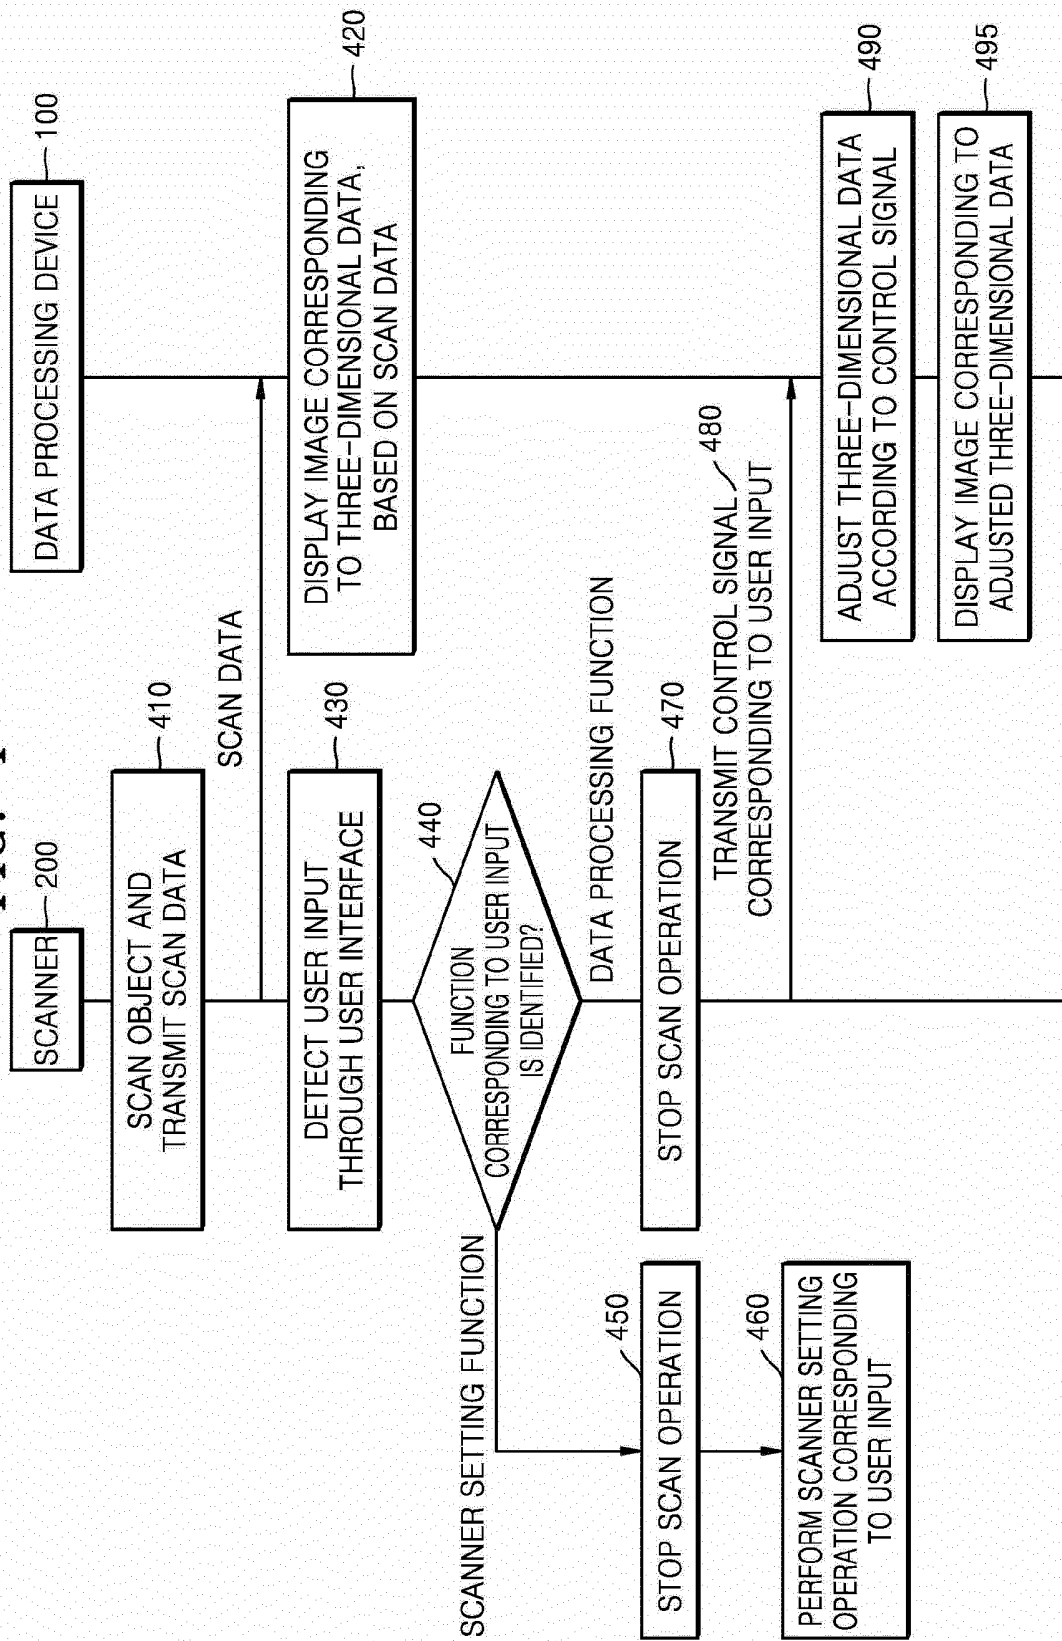 SCANNER
200
DATA PROCESSING DEVICE
100
SCAN OBJECT AND
TRANSMIT SCAN DATA
410
SCAN DATA
DISPLAY IMAGE CORRESPONDING
TO THREE-DIMENSIONAL DATA,
BASED ON SCAN DATA
420
DETECT USER INPUT
THROUGH USER INTERFACE
430
FUNCTION
CORRESPONDING TO USER INPUT
IS IDENTIFIED?
440
SCANNER SETTING FUNCTION
DATA PROCESSING FUNCTION
STOP SCAN OPERATION
450
STOP SCAN OPERATION
470
PERFORM SCANNER SETTING
OPERATION CORRESPONDING
TO USER INPUT
460
TRANSMIT CONTROL SIGNAL
CORRESPONDING TO USER INPUT
480
ADJUST THREE-DIMENSIONAL DATA
ACCORDING TO CONTROL SIGNAL
490
DISPLAY IMAGE CORRESPONDING TO
ADJUSTED THREE-DIMENSIONAL DATA
495